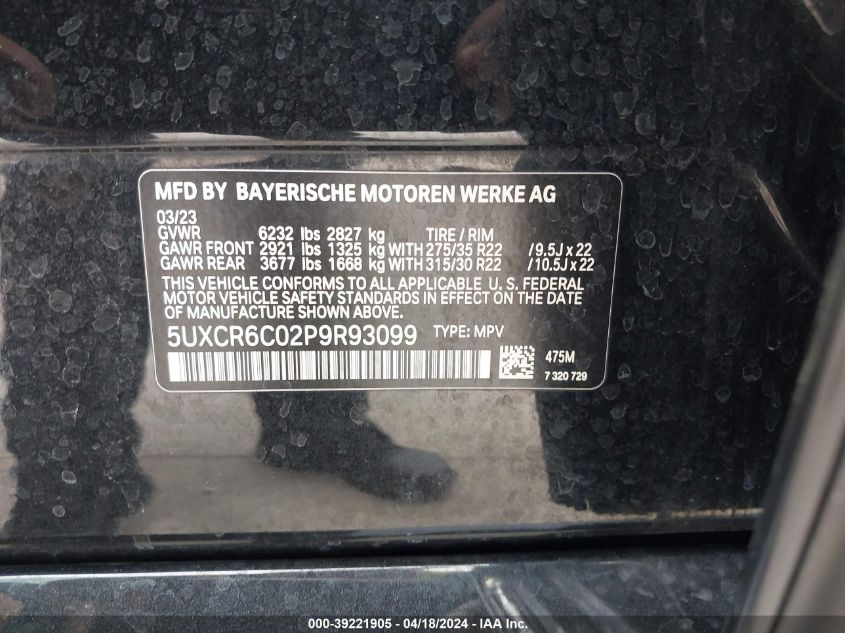 MFD BY BAYERISCHE MOTOREN WERKE AG
03/23
GVWR 6232 lbs 2827 kg TIRE / RIM
GAWR FRONT 2921 lbs 1325 kg WITH 275/35 R22 /9.5J x 22
GAWR REAR 3677 lbs 1668 kg WITH 315/30 R22 /10.5J x 22
THIS VEHICLE CONFORMS TO ALL APPLICABLE U. S. FEDERAL
MOTOR VEHICLE SAFETY STANDARDS IN EFFECT ON THE DATE
OF MANUFACTURE SHOWN ABOVE.
5UXCR6C02P9R93099 TYPE: MPV
475M
7 320 729
000-39221905 - 04/18/2024 - IAA Inc.